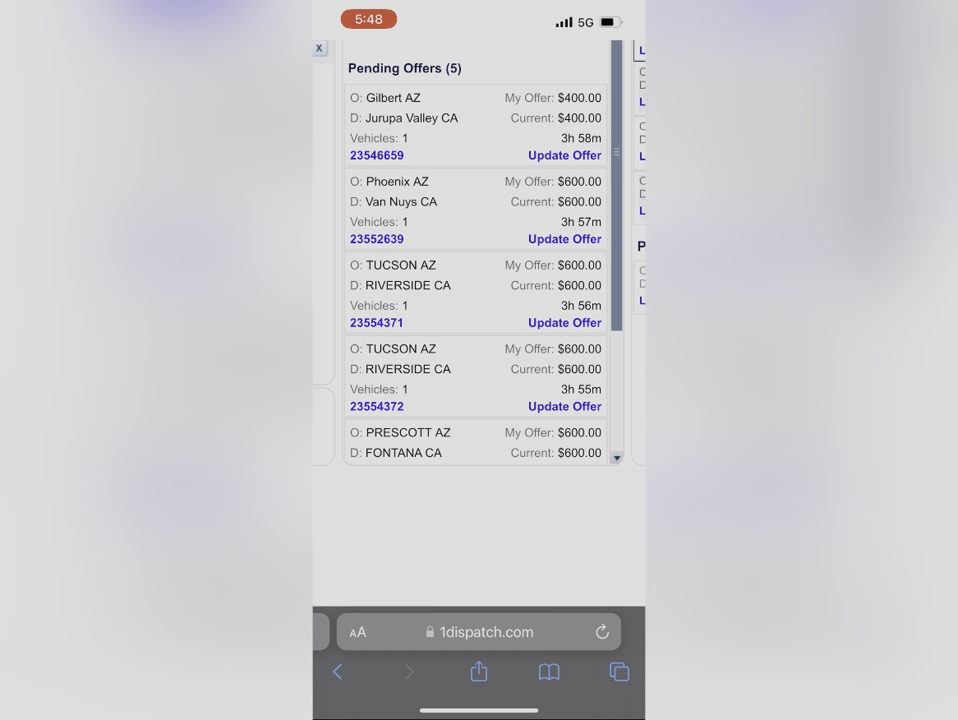 5:48
5G
X
Pending Offers (5)
O: Gilbert AZ My Offer: $400.00
D: Jurupa Valley CA Current: $400.00
Vehicles: 1 3h 58m
23546659 Update Offer
O: Phoenix AZ My Offer: $600.00
D: Van Nuys CA Current: $600.00
Vehicles: 1 3h 57m
23552639 Update Offer
O: TUCSON AZ My Offer: $600.00
D: RIVERSIDE CA Current: $600.00
Vehicles: 1 3h 56m
23554371 Update Offer
O: TUCSON AZ My Offer: $600.00
D: RIVERSIDE CA Current: $600.00
Vehicles: 1 3h 55m
23554372 Update Offer
O: PRESCOTT AZ My Offer: $600.00
D: FONTANA CA Current: $600.00
AA 1dispatch.com